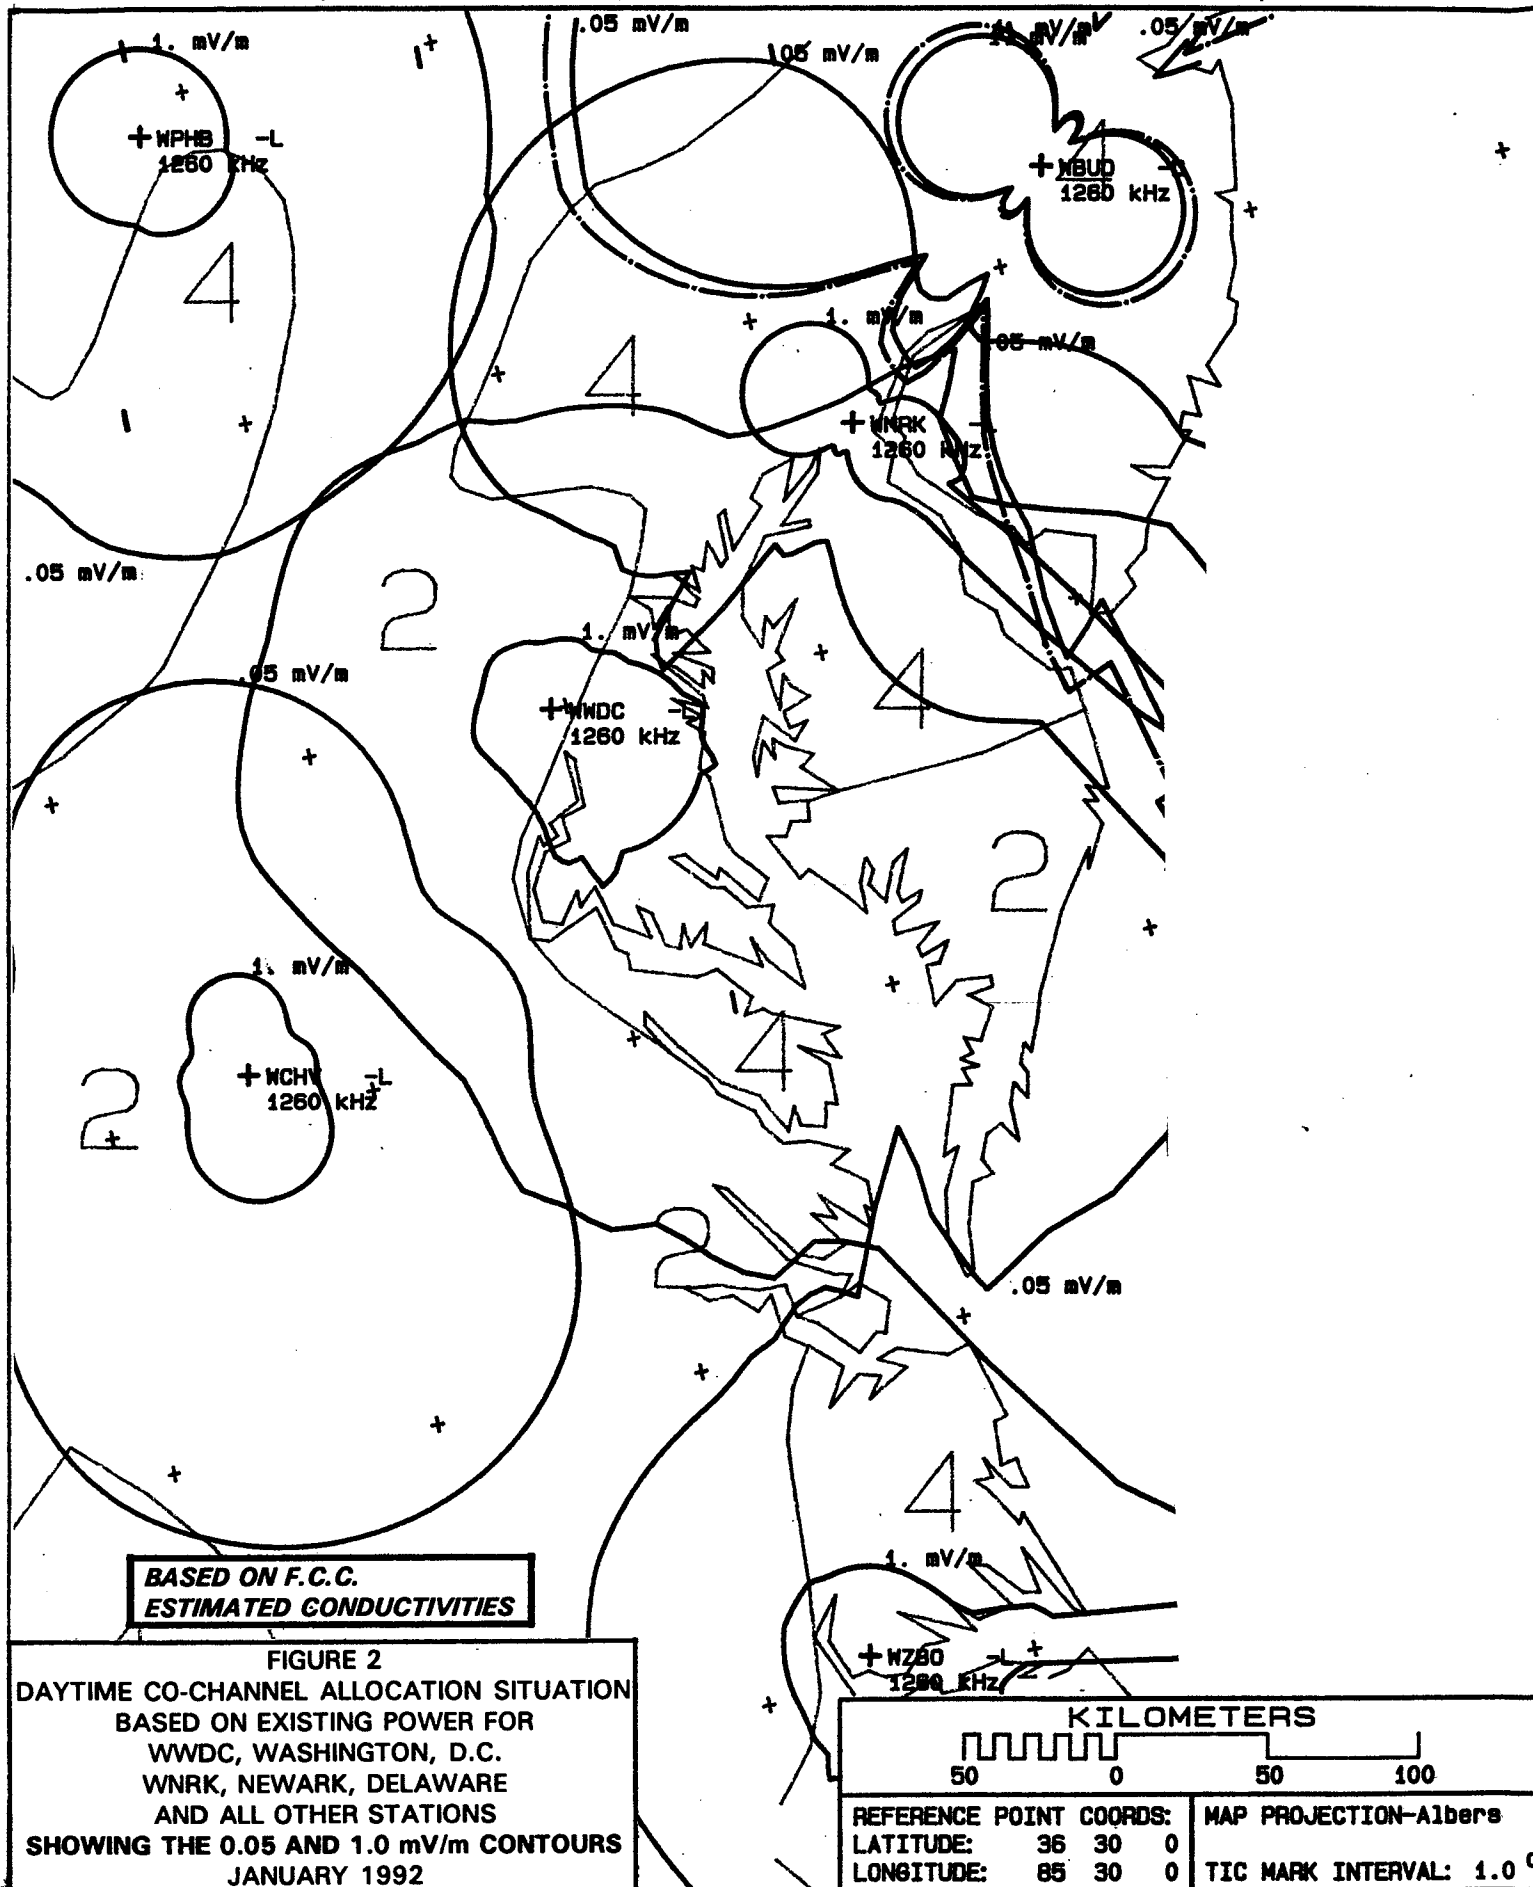 1. mV/m
.05 mV/m
.05 mV/m
mV/m
.05 mV/m
WPHB -L
1260 kHz
WBUD
1260 kHz
4
4
4
1. mV/m
.05 mV/m
4
WNRK
1260 kHz
.05 mV/m
2
1. mV/m
.05 mV/m
4
WWDC
1260 kHz
2
1. mV/m
4
WCHV -L
1260 kHz
2
2
.05 mV/m
4
1. mV/m
BASED ON F.C.C.
ESTIMATED CONDUCTIVITIES
WZBO -L
1260 kHz
FIGURE 2
DAYTIME CO-CHANNEL ALLOCATION SITUATION
BASED ON EXISTING POWER FOR
WWDC, WASHINGTON, D.C.
WNRK, NEWARK, DELAWARE
AND ALL OTHER STATIONS
SHOWING THE 0.05 AND 1.0 mV/m CONTOURS
JANUARY 1992
KILOMETERS
50 0 50 100
REFERENCE POINT COORDS:
LATITUDE: 36 30 0
LONGITUDE: 85 30 0
MAP PROJECTION-Albers
TIC MARK INTERVAL: 1.0°